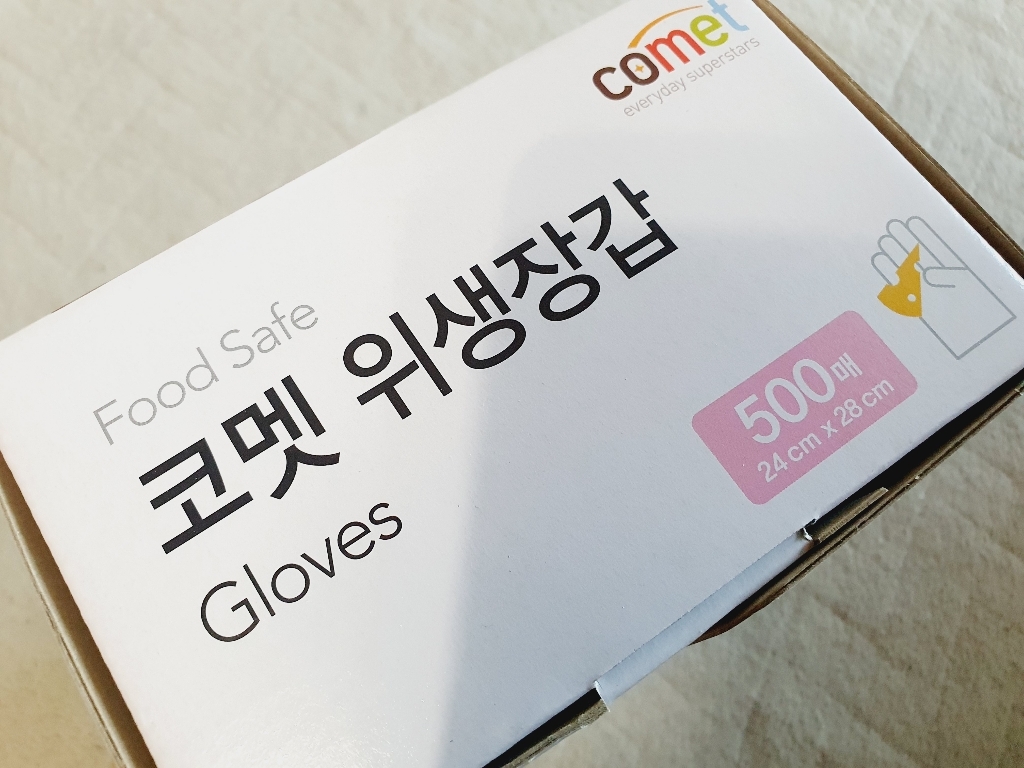 comet
everyday superstars
Food Safe
코멧 위생장갑
Gloves
500매
24 cm x 28 cm